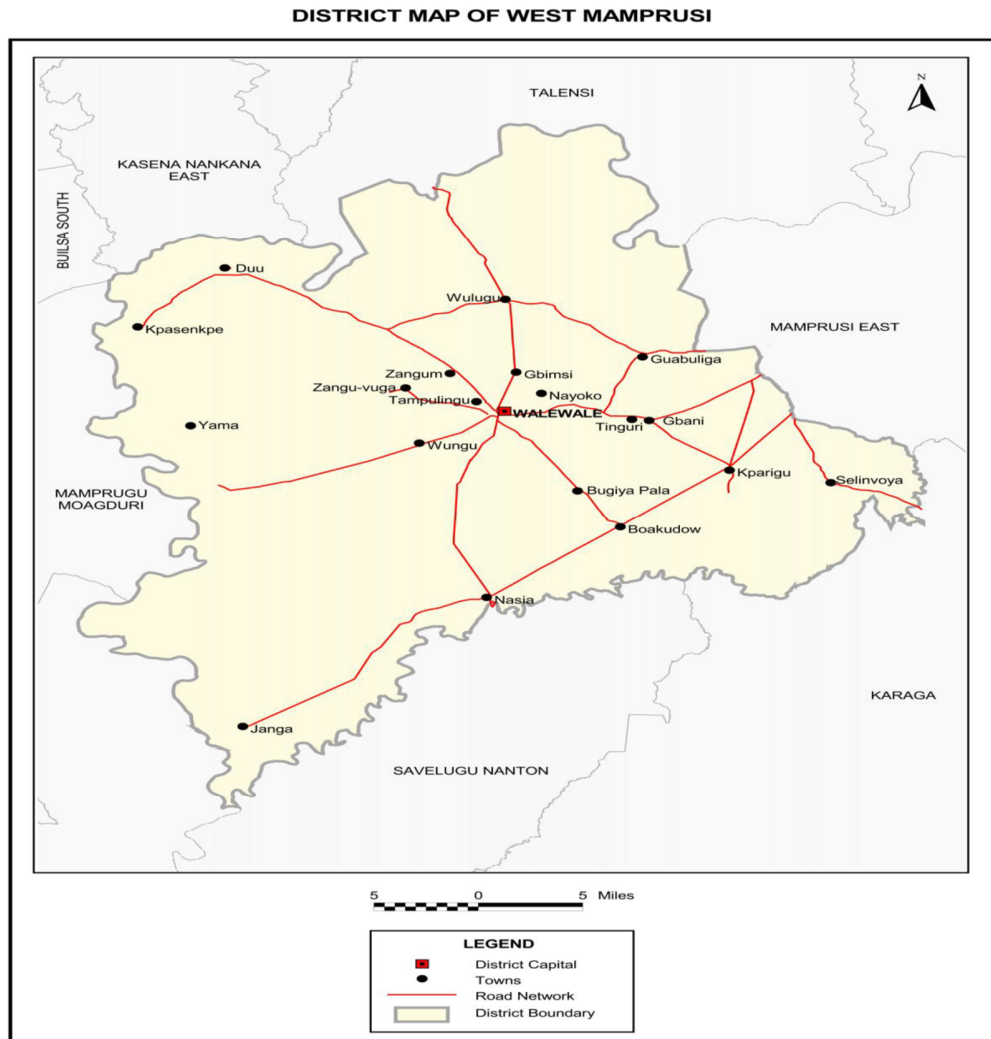 DISTRICT MAP OF WEST MAMPRUSI
N
TALENSI
KASENA NANKANA
EAST
BUILSA SOUTH
Duu
Wulugu
Kpasenkpe
MAMPRUSI EAST
Guabuliga
Zangum
Gbimsi
Zangu-vuga
Nayoko
Tampulingu
WALEWALE
Tinguri
Gbani
Yama
Wungu
Kparigu
Selinvoya
MAMPRUGU
MOAGDURI
Bugiya Pala
Boakudow
Nasia
KARAGA
Janga
SAVELUGU NANTON
5 0 5 Miles
LEGEND
District Capital
Towns
Road Network
District Boundary